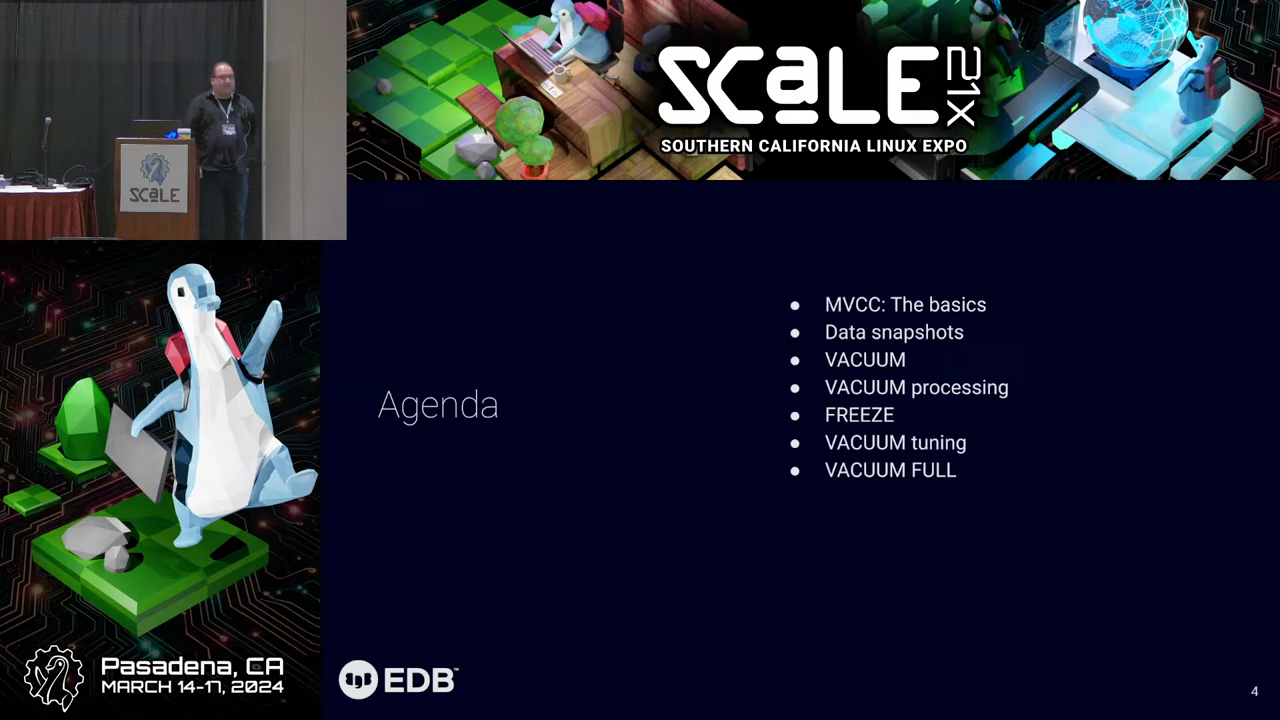 SCaLE
SCaLE 21X
SOUTHERN CALIFORNIA LINUX EXPO
Agenda
● MVCC: The basics
● Data snapshots
● VACUUM
● VACUUM processing
● FREEZE
● VACUUM tuning
● VACUUM FULL
Pasadena, CA
MARCH 14-17, 2024
EDB™
4